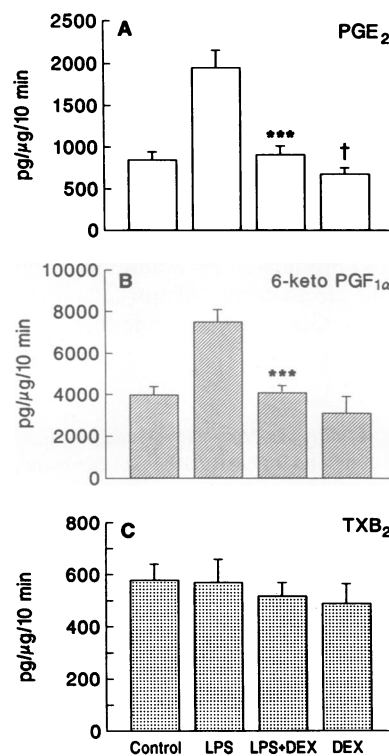 A
PGE2
2500
2000
1500
1000
500
0
pg/µg/10 min
***
†
B
6-keto PGF1α
10000
8000
6000
4000
2000
0
pg/µg/10 min
***
C
TXB2
800
600
400
200
0
pg/µg/10 min
Control LPS LPS+DEX DEX